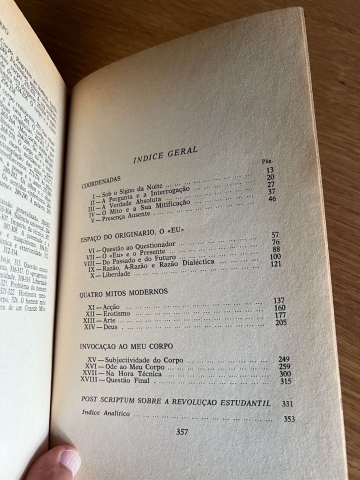 INDICE GERAL
Pág.
COORDENADAS
I — Sob o Signo da Noite 13
II — A Pergunta e a Interrogação 20
III — A Verdade Absoluta 27
IV — O Mito e a Sua Mitificação 37
V — Presença Ausente 46
ESPAÇO DO ORIGINARIO, O «EU»
VI — Questão ao Questionador 57
VII — O «Eu» e o Presente 76
VIII — Do Passado e do Futuro 88
IX — Razão, A-Razão e Razão Dialéctica 100
X — Liberdade 121
QUATRO MITOS MODERNOS
XI — Acção 137
XII — Erotismo 160
XIII — Arte 177
XIV — Deus 205
INVOCAÇÃO AO MEU CORPO
XV — Subjectividade do Corpo 249
XVI — Ode ao Meu Corpo 259
XVII — Na Hora Técnica 300
XVIII — Questão Final 315
POST SCRIPTUM SOBRE A REVOLUÇÃO ESTUDANTIL 331
Indice Analítico 353
357